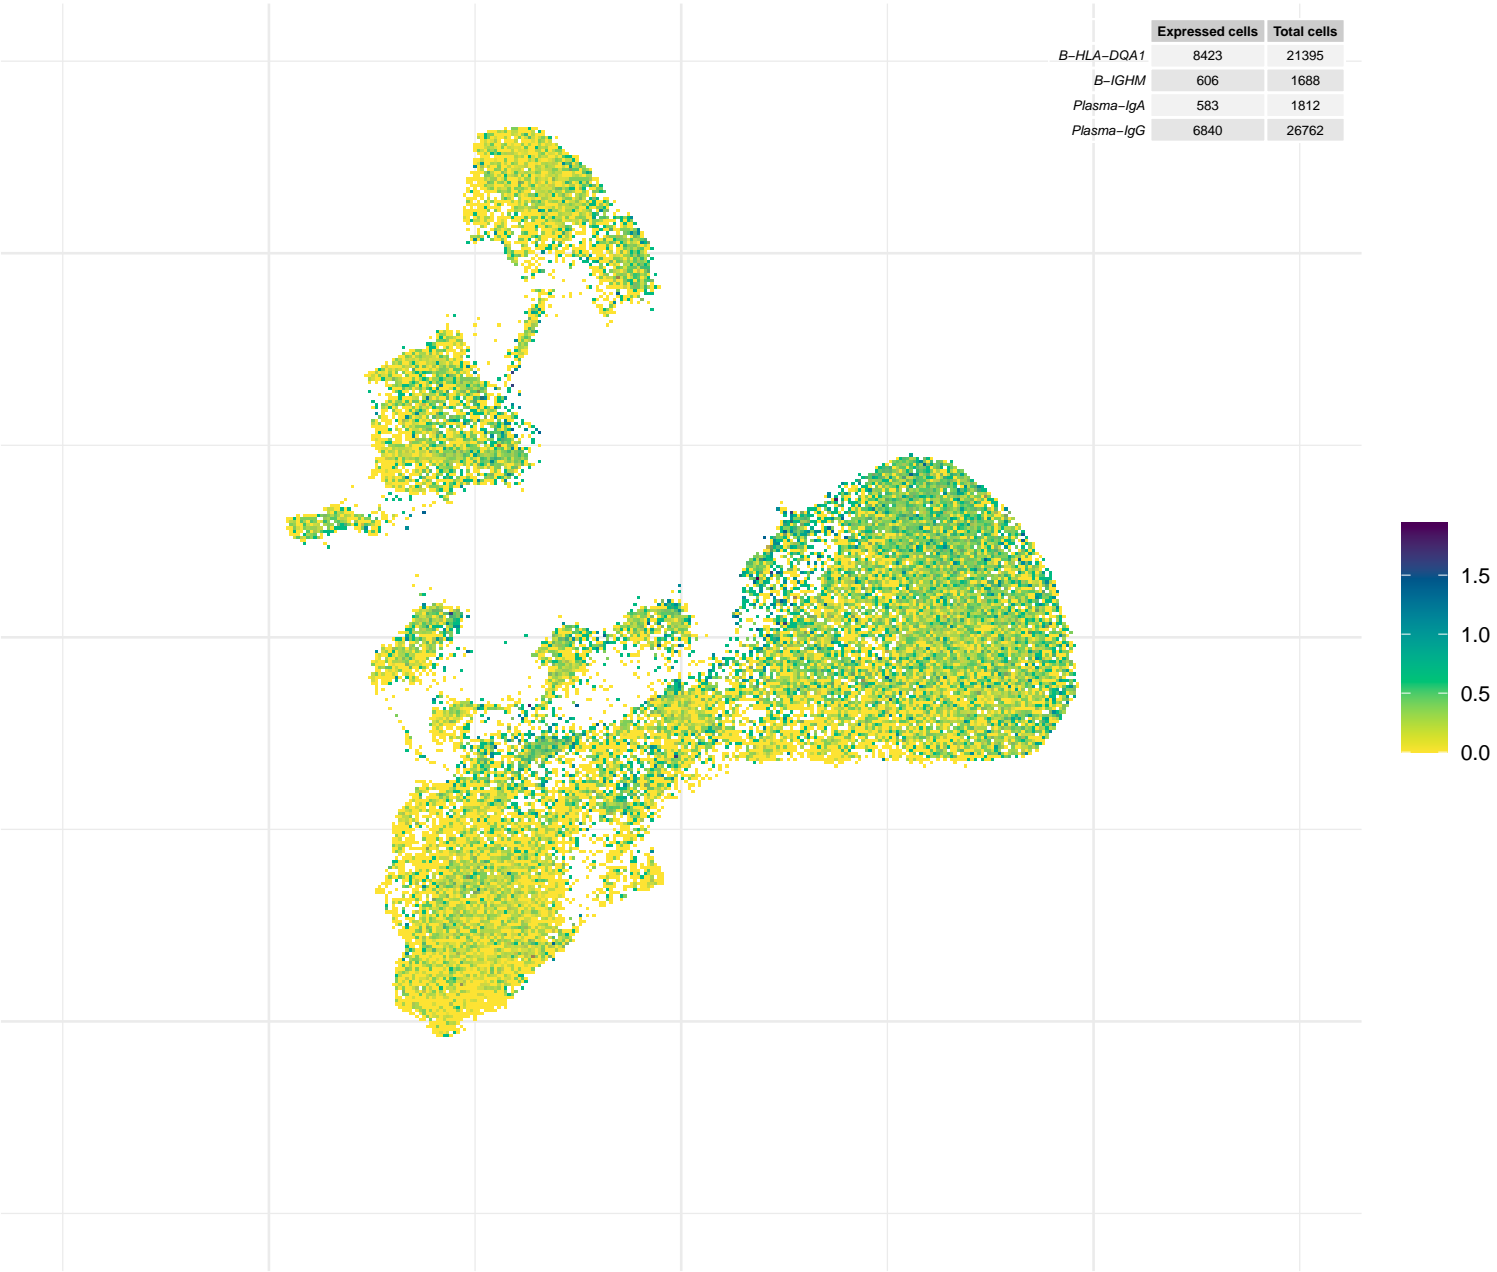 Expressed cells Total cells
B−HLA−DQA1 8423 21395
B−IGHM 606 1688
Plasma−IgA 583 1812
Plasma−IgG 6840 26762
1.5
1.0
0.5
0.0